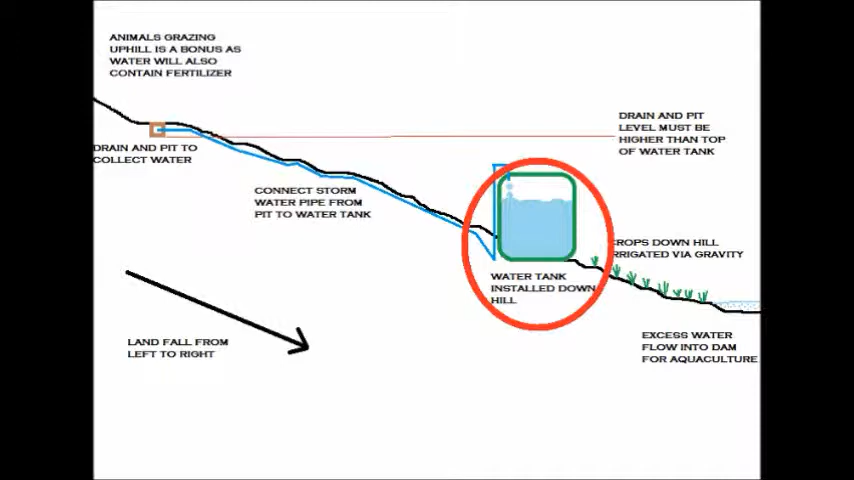 ANIMALS GRAZING
UPHILL IS A BONUS AS
WATER WILL ALSO
CONTAIN FERTILIZER
DRAIN AND PIT
LEVEL MUST BE
HIGHER THAN TOP
OF WATER TANK
DRAIN AND PIT TO
COLLECT WATER
CONNECT STORM
WATER PIPE FROM
PIT TO WATER TANK
CROPS DOWN HILL
IRRIGATED VIA GRAVITY
WATER TANK
INSTALLED DOWN
HILL
LAND FALL FROM
LEFT TO RIGHT
EXCESS WATER
FLOW INTO DAM
FOR AQUACULTURE